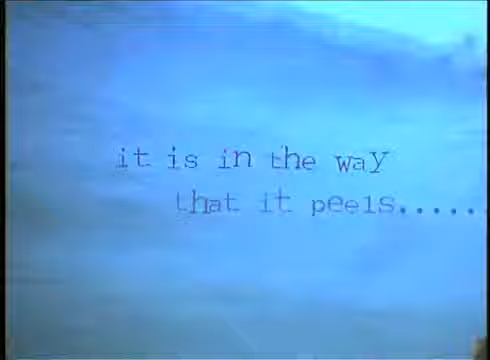 it is in the way
that it peels......